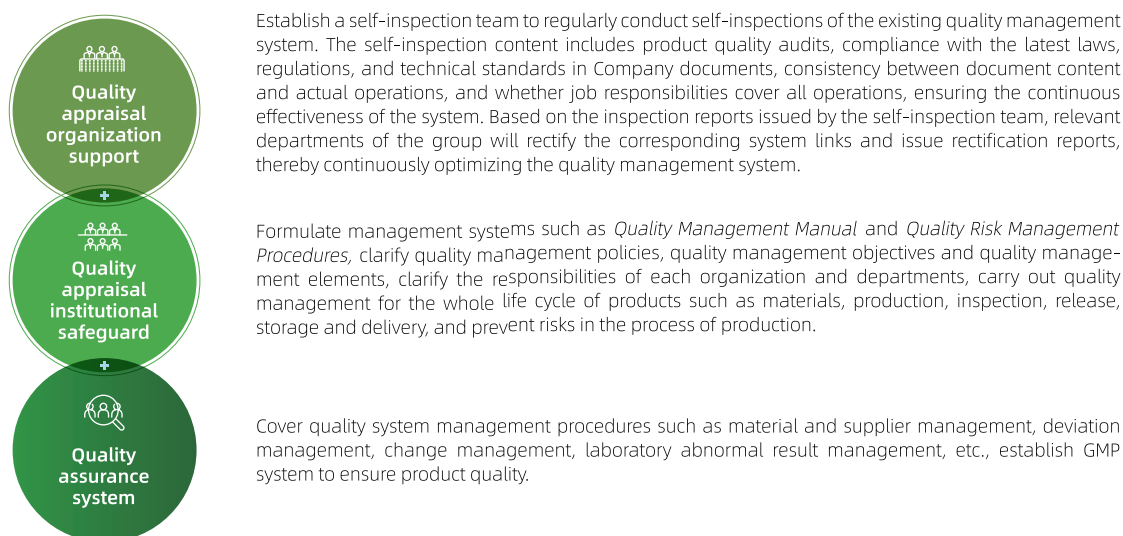 Quality
appraisal
organization
support
Establish a self-inspection team to regularly conduct self-inspections of the existing quality management
system. The self-inspection content includes product quality audits, compliance with the latest laws,
regulations, and technical standards in Company documents, consistency between document content
and actual operations, and whether job responsibilities cover all operations, ensuring the continuous
effectiveness of the system. Based on the inspection reports issued by the self-inspection team, relevant
departments of the group will rectify the corresponding system links and issue rectification reports,
thereby continuously optimizing the quality management system.
+
Quality
appraisal
institutional
safeguard
Formulate management systems such as Quality Management Manual and Quality Risk Management
Procedures, clarify quality management policies, quality management objectives and quality manage-
ment elements, clarify the responsibilities of each organization and departments, carry out quality
management for the whole life cycle of products such as materials, production, inspection, release,
storage and delivery, and prevent risks in the process of production.
+
Quality
assurance
system
Cover quality system management procedures such as material and supplier management, deviation
management, change management, laboratory abnormal result management, etc., establish GMP
system to ensure product quality.